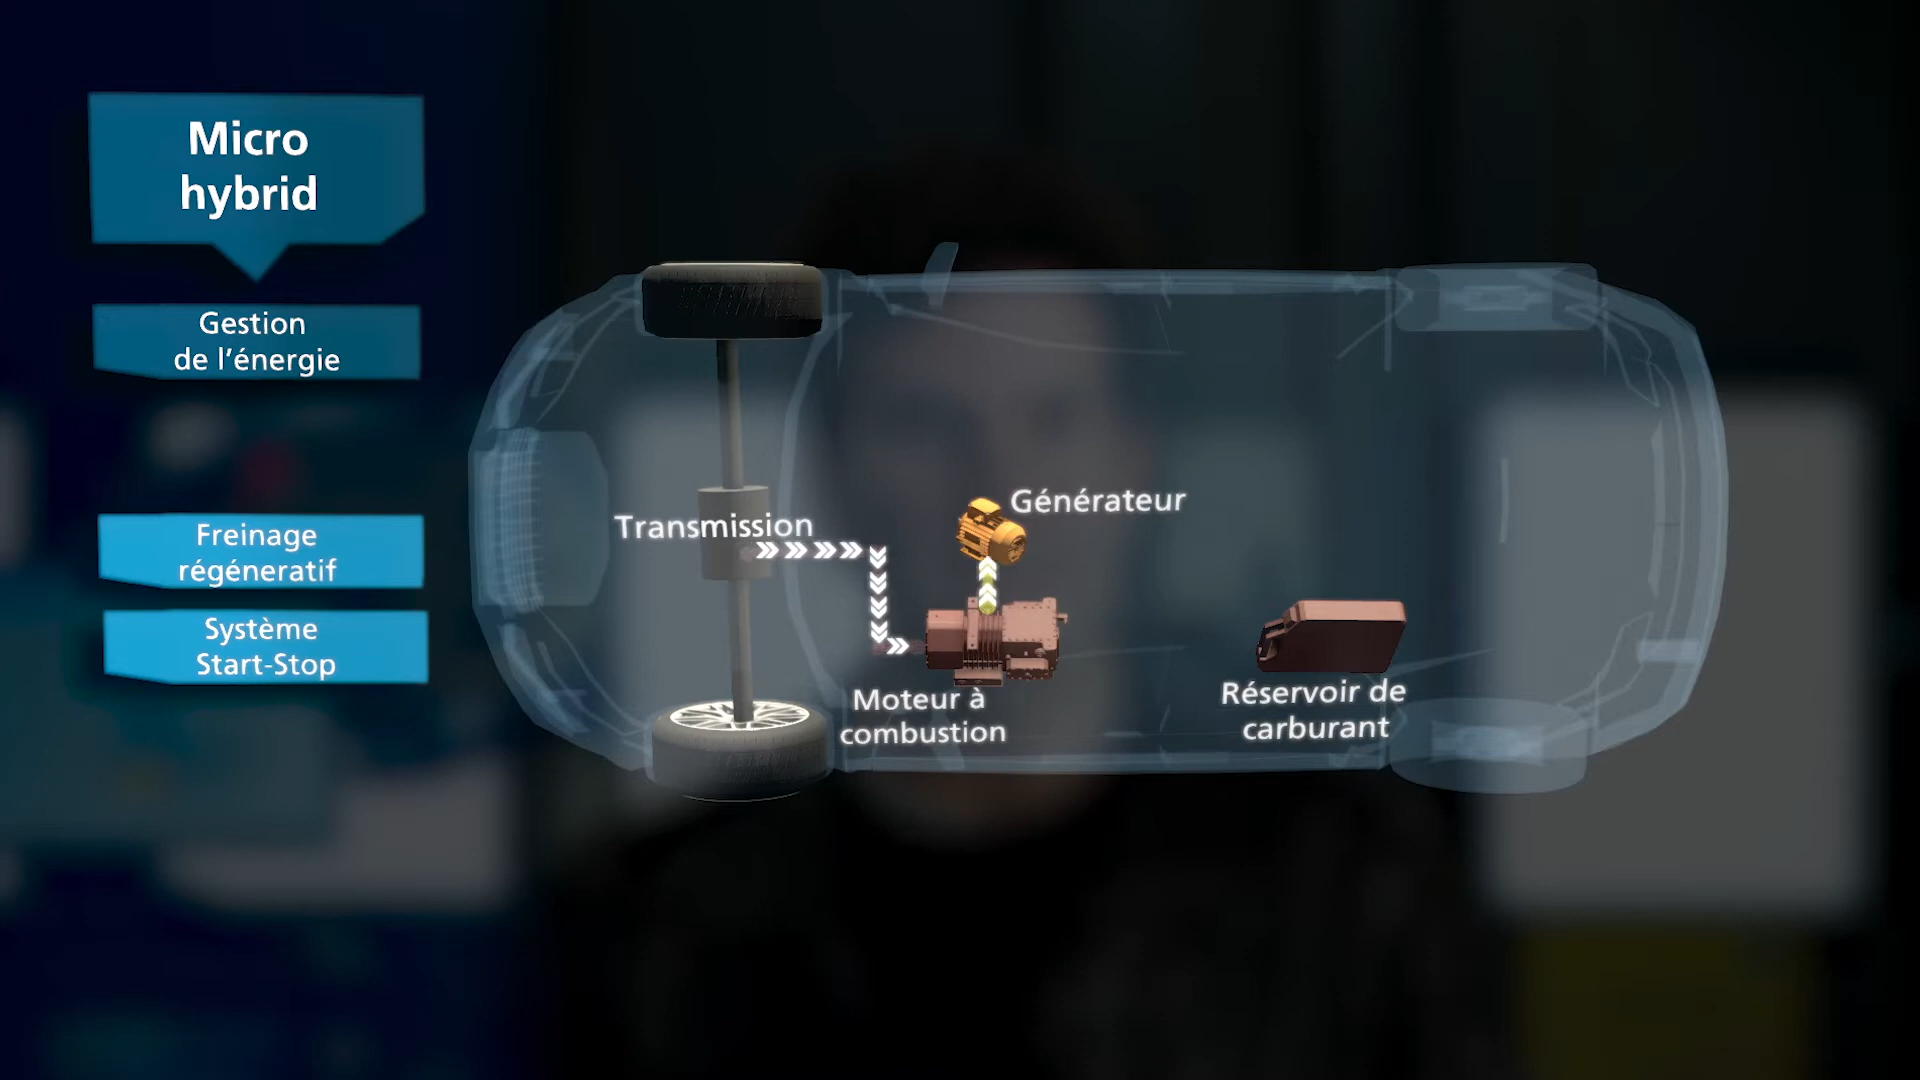 Micro
hybrid
Gestion
de l'énergie
Freinage
régéneratif
Système
Start-Stop
Transmission
Générateur
Moteur à
combustion
Réservoir de
carburant